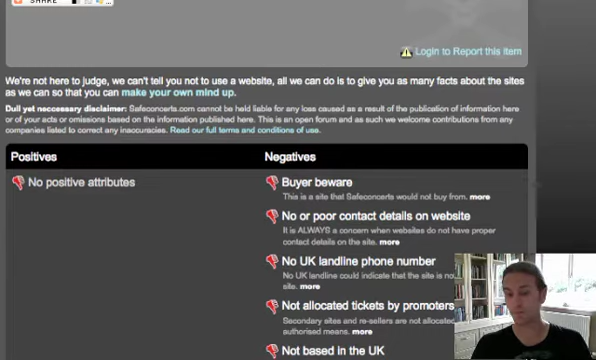 SHARE
Login to Report this item
We're not here to judge, we can't tell you not to use a website, all we can do is to give you as many facts about the sites
as we can so that you can make your own mind up.
Dull yet neccessary disclaimer: Safeconcerts.com cannot be held liable for any loss caused as a result of the publication of information here
or of your acts or omissions based on the information published here. This is an open forum and as such we welcome contributions from any
companies listed to correct any inaccuracies. Read our full terms and conditions of use.
Positives
Negatives
No positive attributes
Buyer beware
This is a site that Safeconcerts would not buy from. more
No or poor contact details on website
It is ALWAYS a concern when websites do not have proper
contact details on the site. more
No UK landline phone number
No UK landline could indicate that the site is no
site. more
Not allocated tickets by promoters
Secondary sites and re-sellers are not allocated
authorised means. more
Not based in the UK